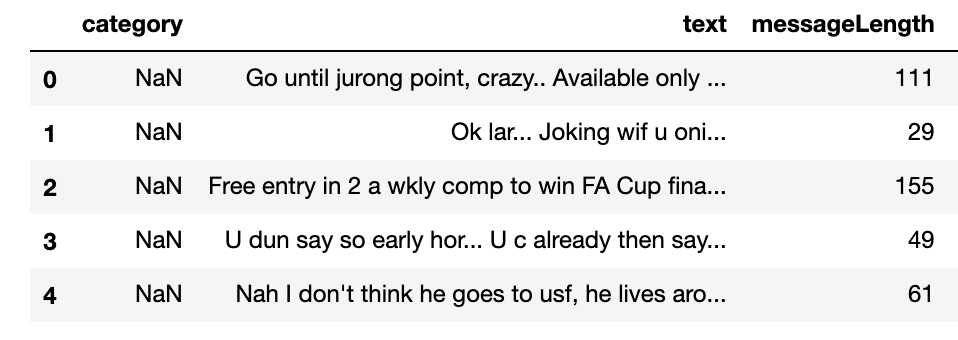 category text messageLength
0 NaN Go until jurong point, crazy.. Available only ... 111
1 NaN Ok lar... Joking wif u oni... 29
2 NaN Free entry in 2 a wkly comp to win FA Cup fina... 155
3 NaN U dun say so early hor... U c already then say... 49
4 NaN Nah I don't think he goes to usf, he lives aro... 61